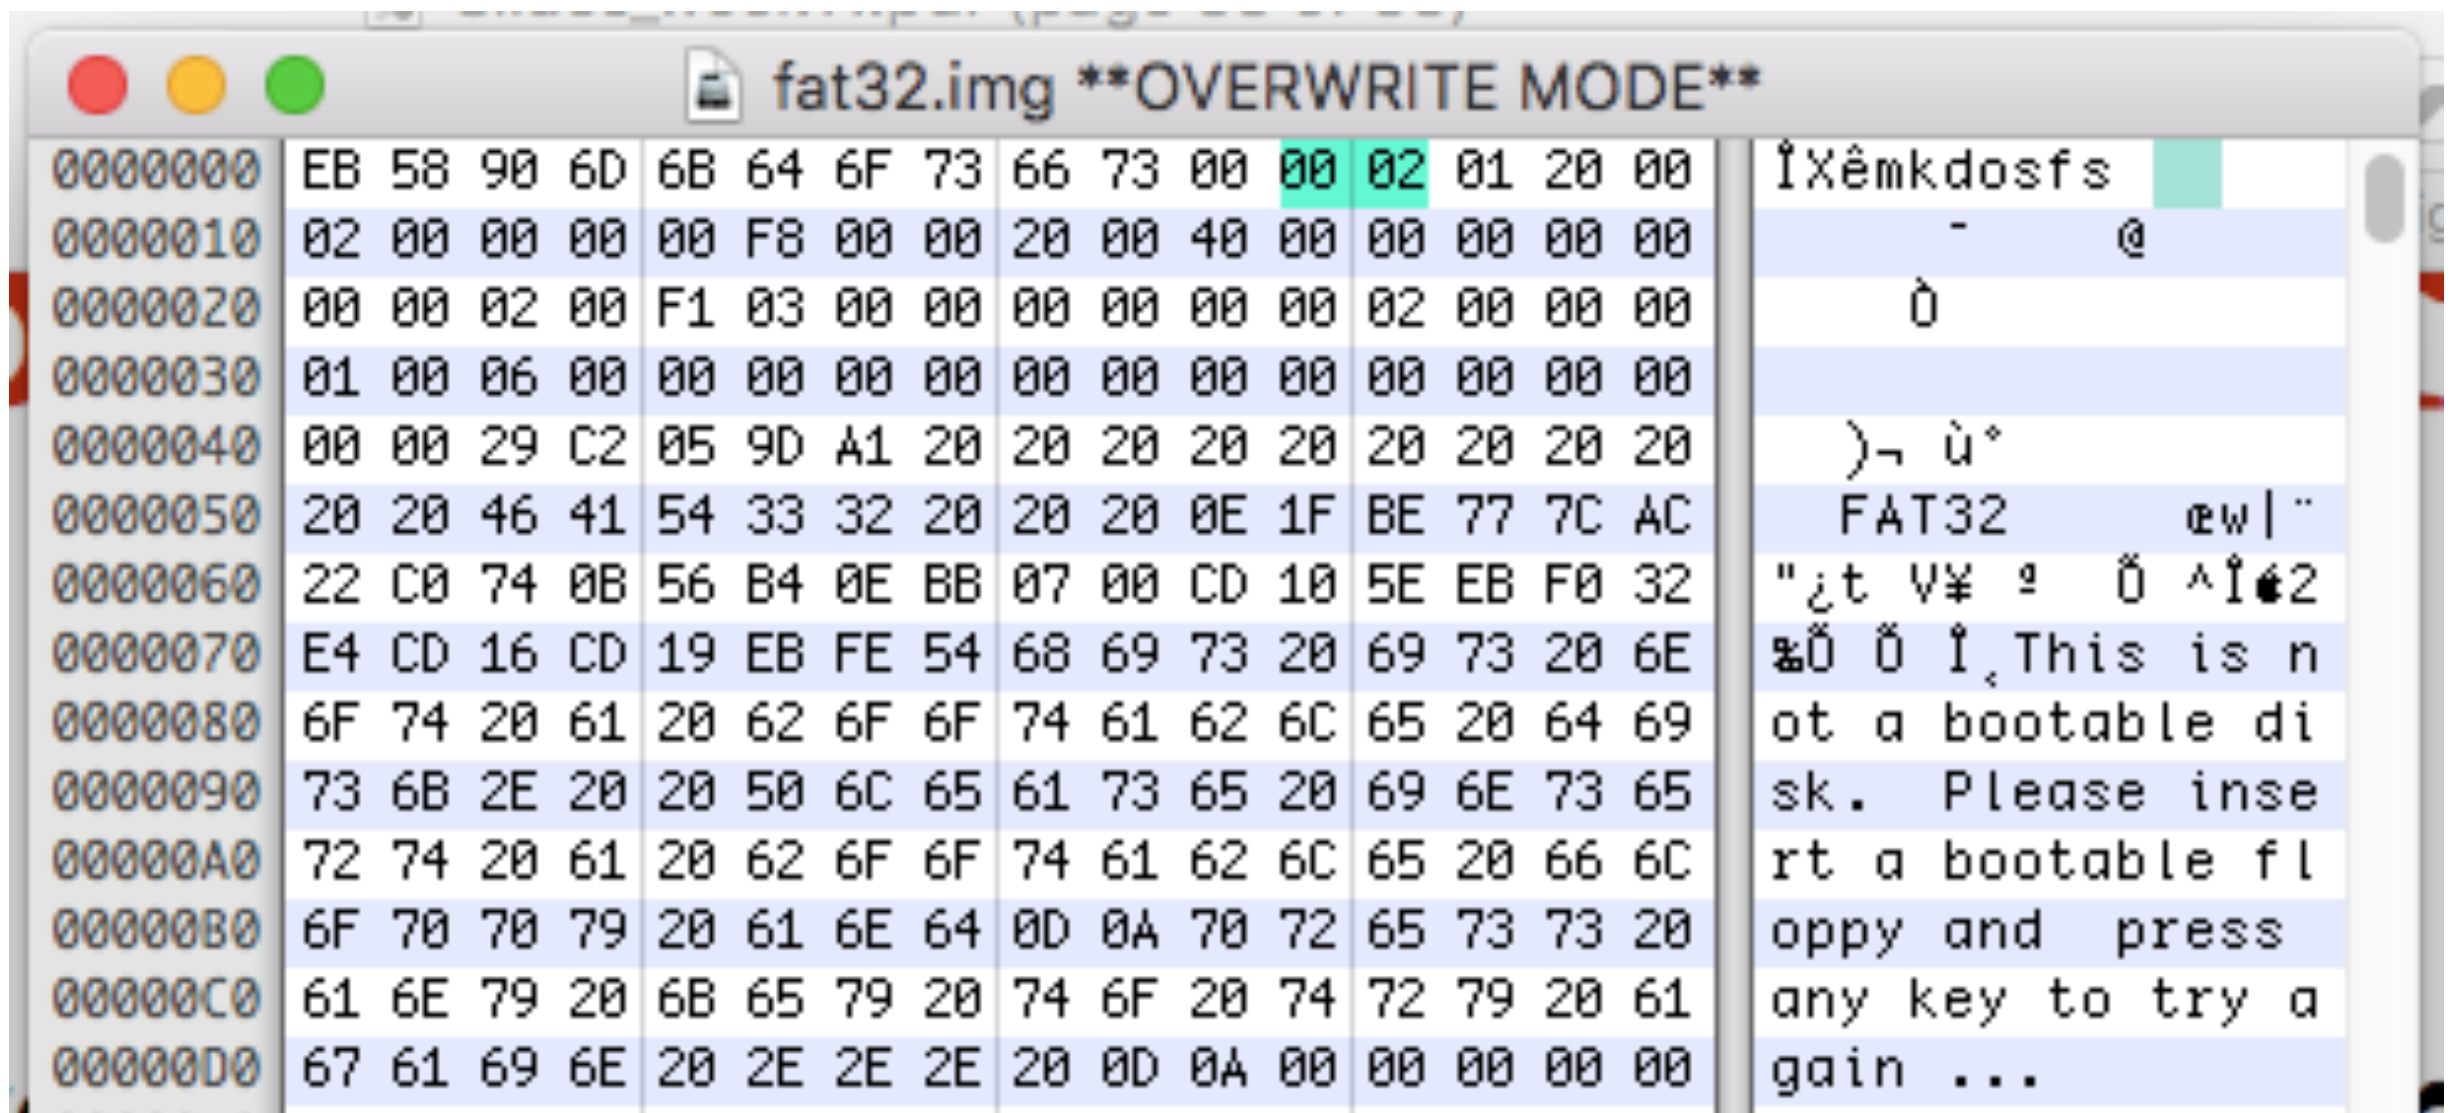 fat32.img **OVERWRITE MODE**
0000000 EB 58 90 6D 6B 64 6F 73 66 73 00 00 02 01 20 00 ÎXêmkdosfs
0000010 02 00 00 00 00 F8 00 00 20 00 40 00 00 00 00 00 ¯ @
0000020 00 00 02 00 F1 03 00 00 00 00 00 00 02 00 00 00 Ò
0000030 01 00 06 00 00 00 00 00 00 00 00 00 00 00 00 00
0000040 00 00 29 C2 05 9D A1 20 20 20 20 20 20 20 20 20 )¬ ù°
0000050 20 20 46 41 54 33 32 20 20 20 0E 1F BE 77 7C AC FAT32 æw|¨
0000060 22 C0 74 0B 56 B4 0E BB 07 00 CD 10 5E EB F0 32 "¿t V¥ ª Õ ^Î2
0000070 E4 CD 16 CD 19 EB FE 54 68 69 73 20 69 73 20 6E ‰Õ Õ Î˛This is n
0000080 6F 74 20 61 20 62 6F 6F 74 61 62 6C 65 20 64 69 ot a bootable di
0000090 73 6B 2E 20 20 50 6C 65 61 73 65 20 69 6E 73 65 sk.  Please inse
00000A0 72 74 20 61 20 62 6F 6F 74 61 62 6C 65 20 66 6C rt a bootable fl
00000B0 6F 70 70 79 20 61 6E 64 0D 0A 70 72 65 73 73 20 oppy and  press
00000C0 61 6E 79 20 6B 65 79 20 74 6F 20 74 72 79 20 61 any key to try a
00000D0 67 61 69 6E 20 2E 2E 2E 20 0D 0A 00 00 00 00 00 gain ...